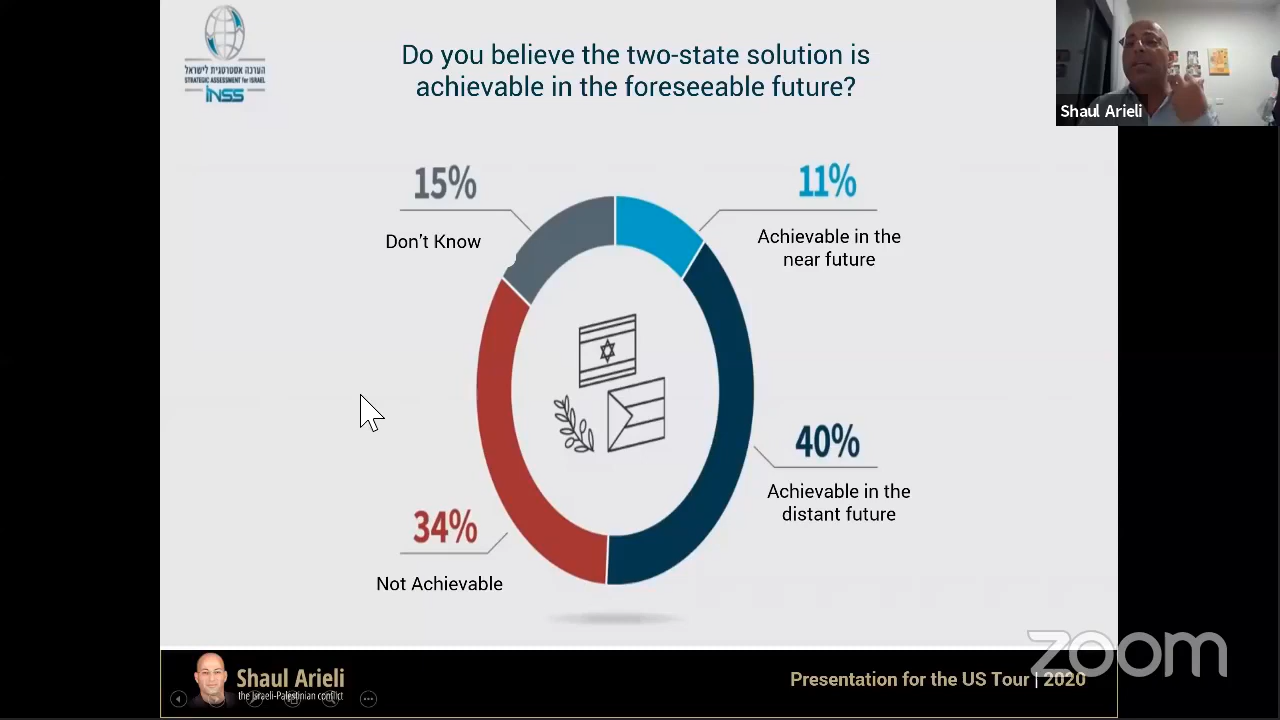 הערכה אסטרטגית לישראל
STRATEGIC ASSESSMENT for ISRAEL
INSS
Do you believe the two-state solution is
achievable in the foreseeable future?
Shaul Arieli
15%
Don't Know
11%
Achievable in the
near future
40%
Achievable in the
distant future
34%
Not Achievable
zoom
Shaul Arieli
the Israeli-Palestinian conflict
Presentation for the US Tour | 2020